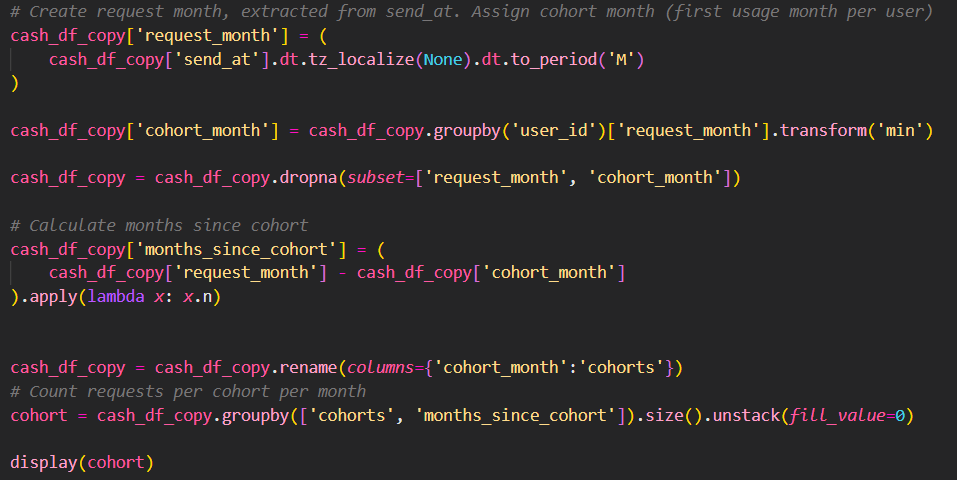 # Create request month, extracted from send_at. Assign cohort month (first usage month per user)
cash_df_copy['request_month'] = (
    cash_df_copy['send_at'].dt.tz_localize(None).dt.to_period('M')
)
cash_df_copy['cohort_month'] = cash_df_copy.groupby('user_id')['request_month'].transform('min')
cash_df_copy = cash_df_copy.dropna(subset=['request_month', 'cohort_month'])
# Calculate months since cohort
cash_df_copy['months_since_cohort'] = (
    cash_df_copy['request_month'] - cash_df_copy['cohort_month']
).apply(lambda x: x.n)
cash_df_copy = cash_df_copy.rename(columns={'cohort_month':'cohorts'})
# Count requests per cohort per month
cohort = cash_df_copy.groupby(['cohorts', 'months_since_cohort']).size().unstack(fill_value=0)
display(cohort)